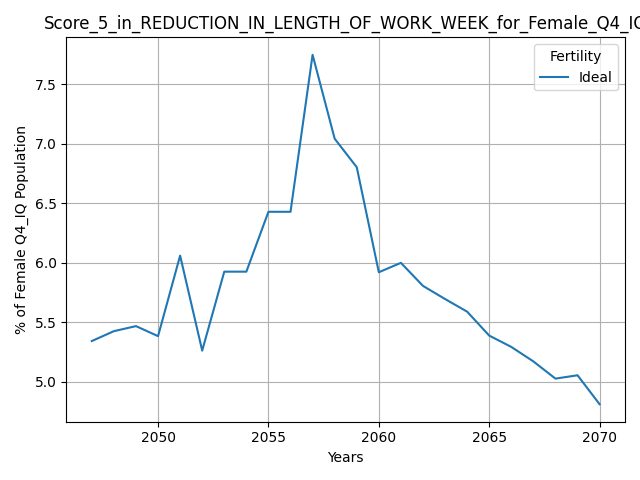 Score_5_in_REDUCTION_IN_LENGTH_OF_WORK_WEEK_for_Female_Q4_IQ
Fertility
Ideal
% of Female Q4_IQ Population
7.5
7.0
6.5
6.0
5.5
5.0
2050 2055 2060 2065 2070
Years